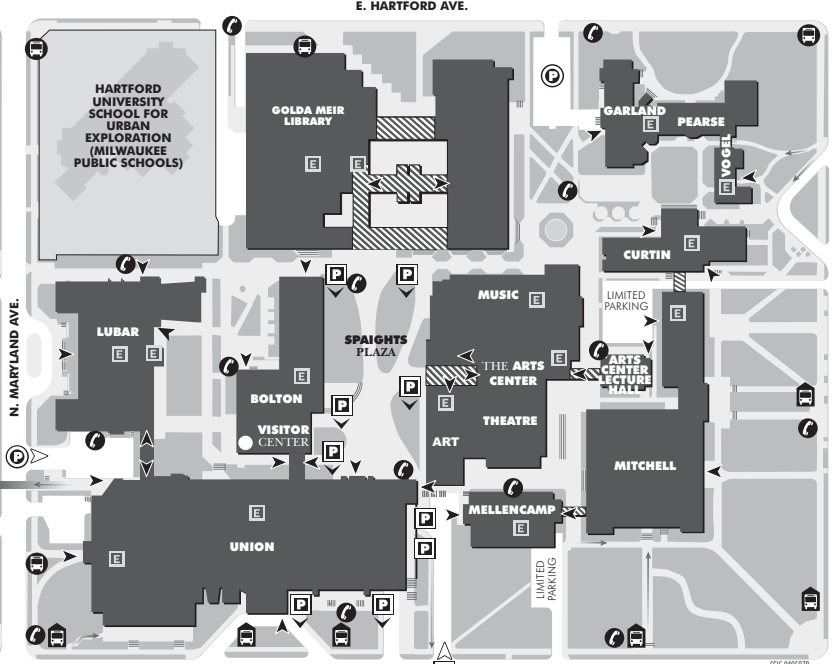 E. HARTFORD AVE.
HARTFORD
UNIVERSITY
SCHOOL FOR
URBAN
EXPLORATION
(MILWAUKEE
PUBLIC SCHOOLS)
GOLDA MEIR
LIBRARY
E
E
GARLAND
E
PEARSE
VOGEL
E
P
CURTIN
E
N. MARYLAND AVE.
LUBAR
E
E
P
P
P
SPAIGHTS
PLAZA
MUSIC
E
LIMITED
PARKING
E
THE ARTS
CENTER
E
ARTS
CENTER
LECTURE
HALL
E
BOLTON
VISITOR
CENTER
P
P
P
E
ART
THEATRE
MITCHELL
UNION
E
E
P
P
MELLENCAMP
E
LIMITED
PARKING
P
P